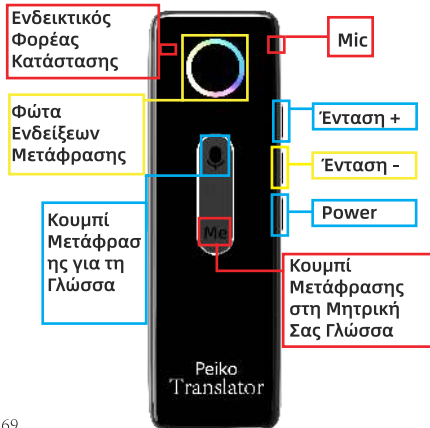 Ενδεικτικός
Φορέας
Κατάστασης
Mic
Φώτα
Ενδείξεων
Μετάφρασης
Ένταση +
Ένταση -
Power
Κουμπί
Μετάφρασ
ης για τη
Γλώσσα
Me
Κουμπί
Μετάφρασης
στη Μητρική
Σας Γλώσσα
Peiko
Translator
69